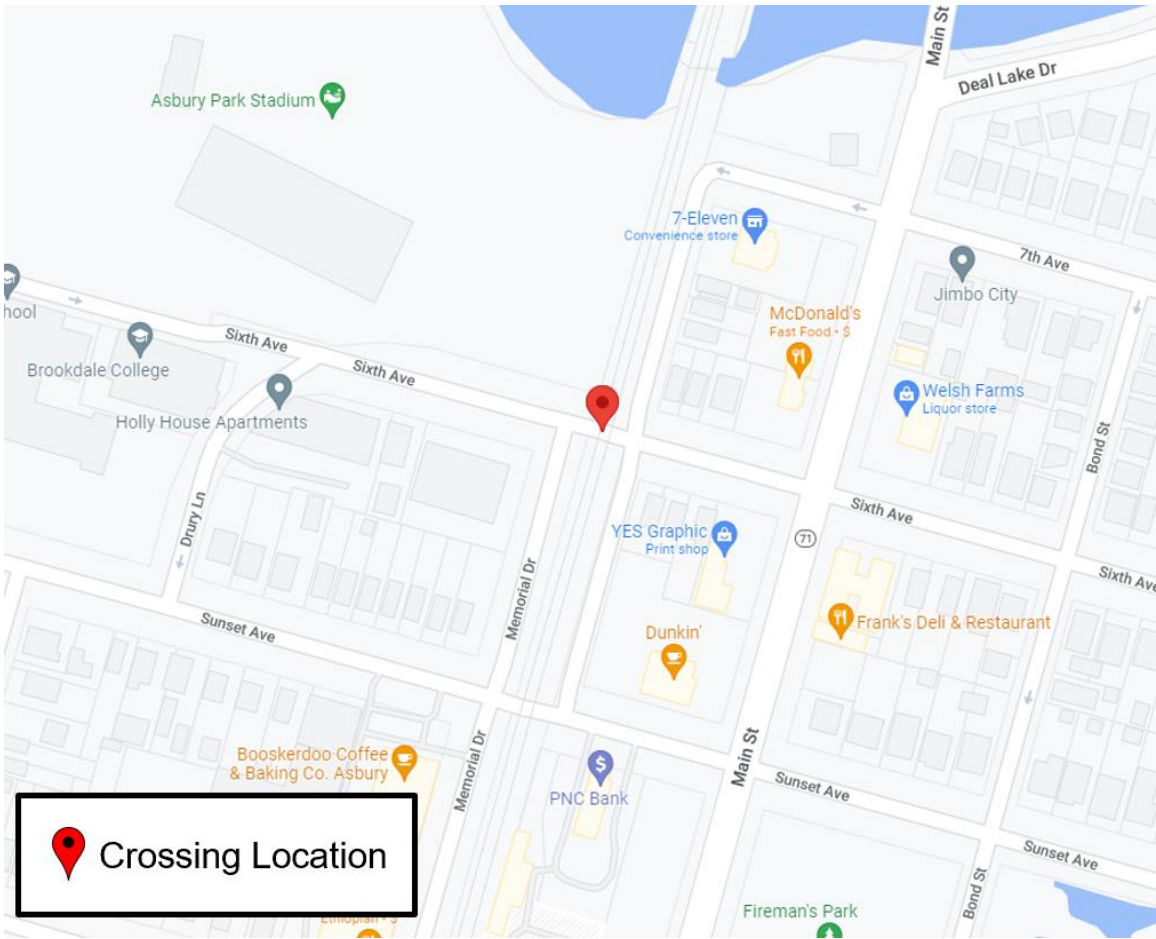 Main St
Deal Lake Dr
Asbury Park Stadium
7-Eleven
Convenience store
7th Ave
Jimbo City
hool
McDonald's
Fast Food • $
Sixth Ave
Brookdale College
Sixth Ave
Welsh Farms
Liquor store
Holly House Apartments
Bond St
Drury Ln
Sixth Ave
YES Graphic
Print shop
71
Sixth Ave
Memorial Dr
Sunset Ave
Dunkin'
Frank's Deli & Restaurant
Booskerdoo Coffee
& Baking Co. Asbury
Memorial Dr
PNC Bank
Main St
Sunset Ave
Crossing Location
Sunset Ave
Bond St
Fireman's Park
Ethiopian • $